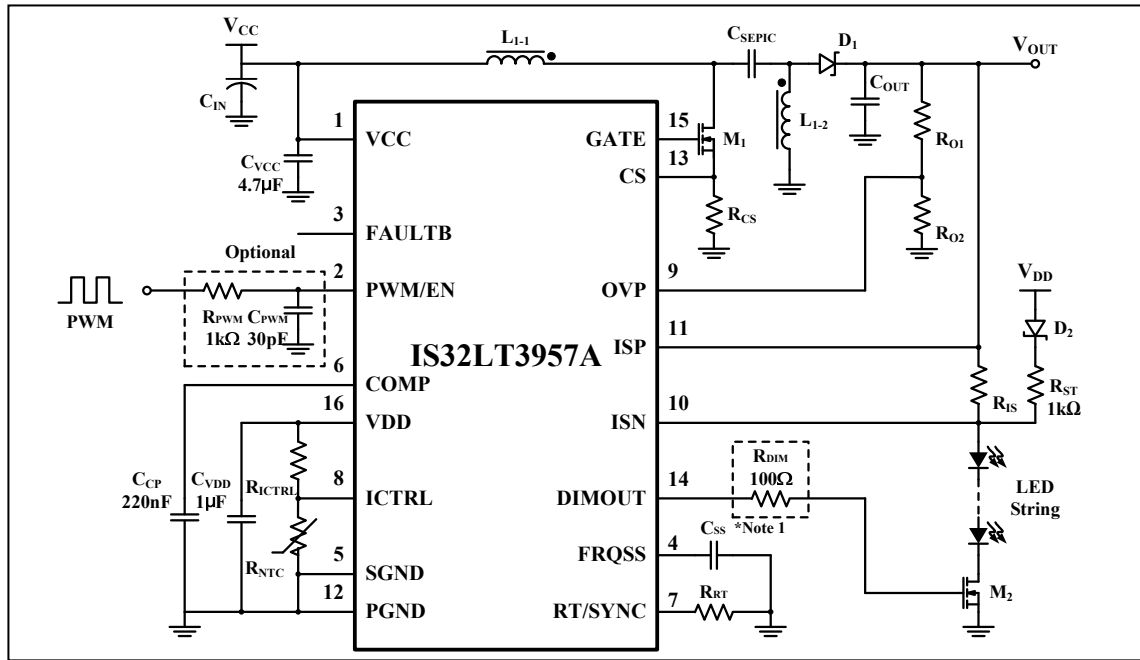 VCC
L1-1
CSEPIC
D1
VOUT
CIN
COUT
1
VCC
GATE
15
M1
L1-2
RO1
CVCC
4.7μF
CS
13
RCS
RO2
3
FAULTB
Optional
PWM
RPWM
1kΩ
CPWM
30pF
2
PWM/EN
OVP
9
VDD
D2
ISP
11
IS32LT3957A
6
COMP
RIS
RST
1kΩ
16
VDD
ISN
10
CCP
220nF
CVDD
1μF
RICTRL
8
ICTRL
DIMOUT
14
RDIM
100Ω
*Note 1
LED
String
RNTC
5
SGND
FRQSS
4
CSS
12
PGND
RT/SYNC
7
RRT
M2